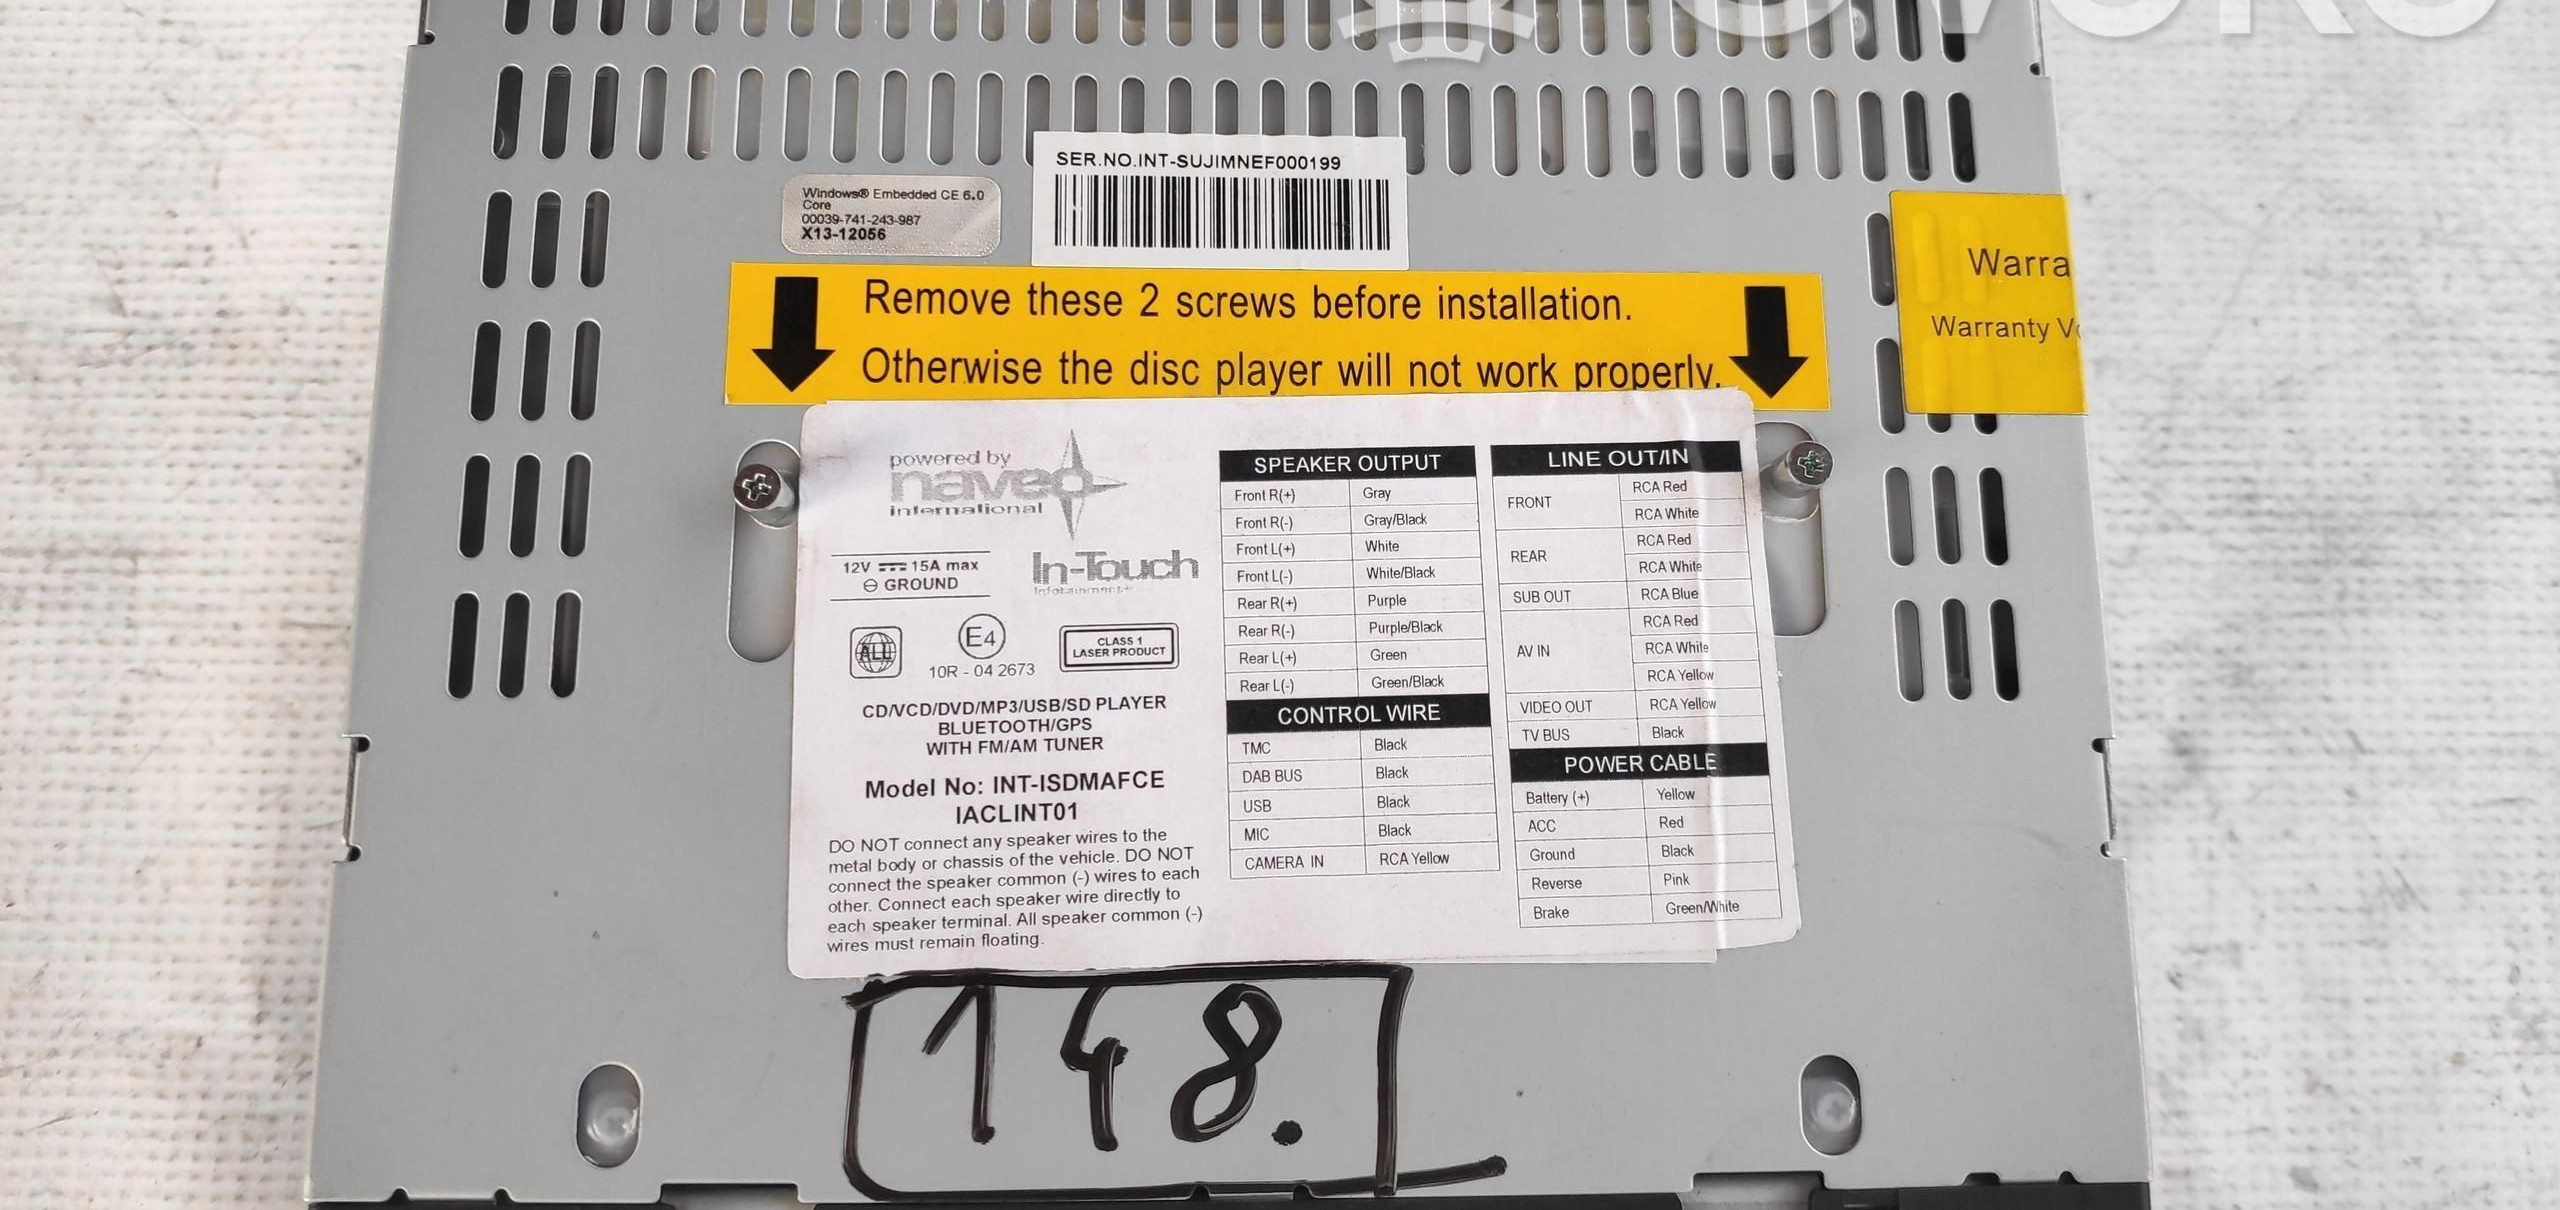 SER.NO.INT-SUJIMNEF000199
Windows® Embedded CE 6.0
Core
00039-741-243-987
X13-12056
Remove these 2 screws before installation.
Otherwise the disc player will not work properly.
Warra
Warranty
powered by
naveo
international
12V 15A max
GROUND
In-Touch
Infotainment
ALL
E4
10R - 04 2673
CLASS 1
LASER PRODUCT
CD/VCD/DVD/MP3/USB/SD PLAYER
BLUETOOTH/GPS
WITH FM/AM TUNER
Model No: INT-ISDMAFCE
IACLINT01
DO NOT connect any speaker wires to the
metal body or chassis of the vehicle. DO NOT
connect the speaker common (-) wires to each
other. Connect each speaker wire directly to
each speaker terminal. All speaker common (-)
wires must remain floating.
SPEAKER OUTPUT
Front R(+) Gray
Front R(-) Gray/Black
Front L(+) White
Front L(-) White/Black
Rear R(+) Purple
Rear R(-) Purple/Black
Rear L(+) Green
Rear L(-) Green/Black
CONTROL WIRE
TMC Black
DAB BUS Black
USB Black
MIC Black
CAMERA IN RCA Yellow
LINE OUT/IN
FRONT RCA Red
RCA White
REAR RCA Red
RCA White
SUB OUT RCA Blue
AV IN RCA Red
RCA White
RCA Yellow
VIDEO OUT RCA Yellow
TV BUS Black
POWER CABLE
Battery (+) Yellow
ACC Red
Ground Black
Reverse Pink
Brake Green/White
148.